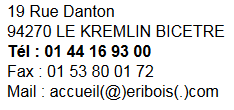 19 Rue Danton
94270 LE KREMLIN BICETRE
Tél : 01 44 16 93 00
Fax : 01 53 80 01 72
Mail : accueil(@)eribois(.)com